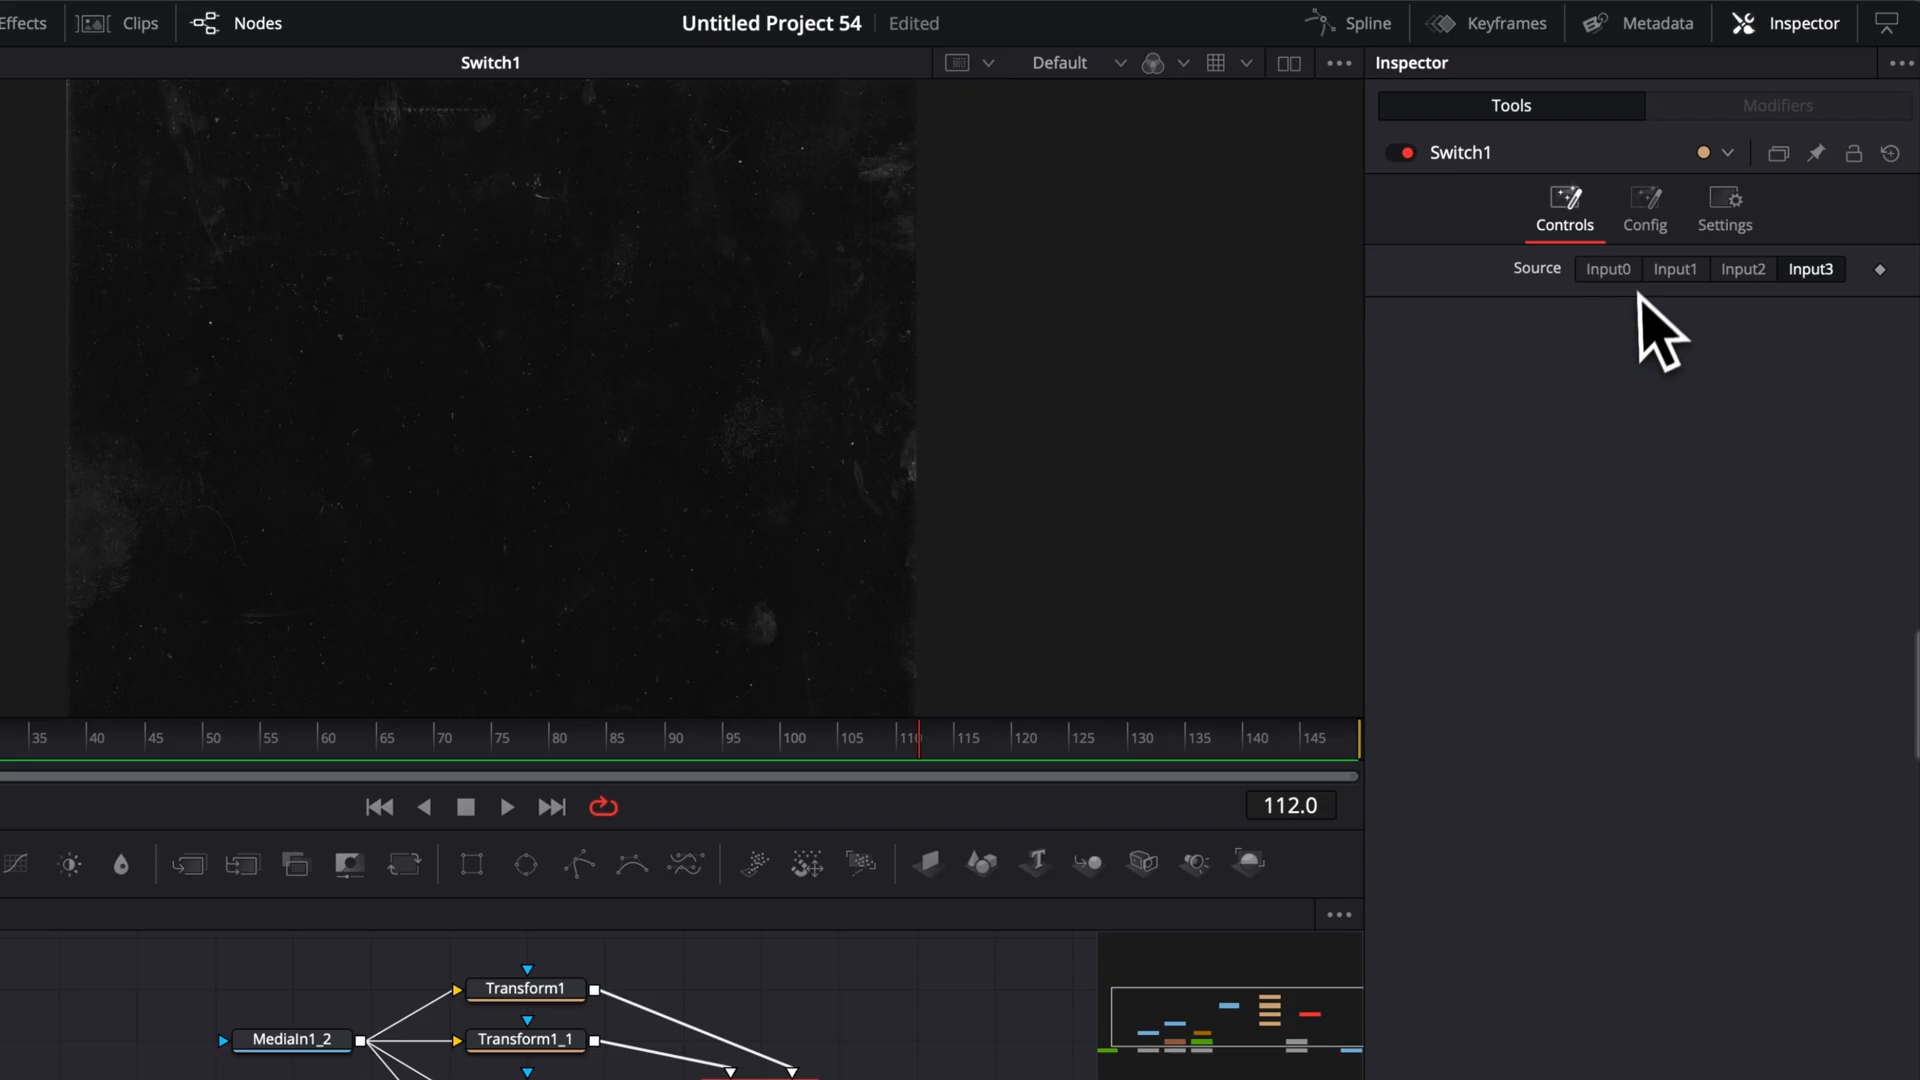 Effects Clips Nodes Untitled Project 54 Edited Spline Keyframes Metadata Inspector
Switch1 Default Inspector
Tools Modifiers
Switch1
Controls Config Settings
Source Input0 Input1 Input2 Input3
35 40 45 50 55 60 65 70 75 80 85 90 95 100 105 110 115 120 125 130 135 140 145
112.0
Transform1
MediaIn1_2 Transform1_1